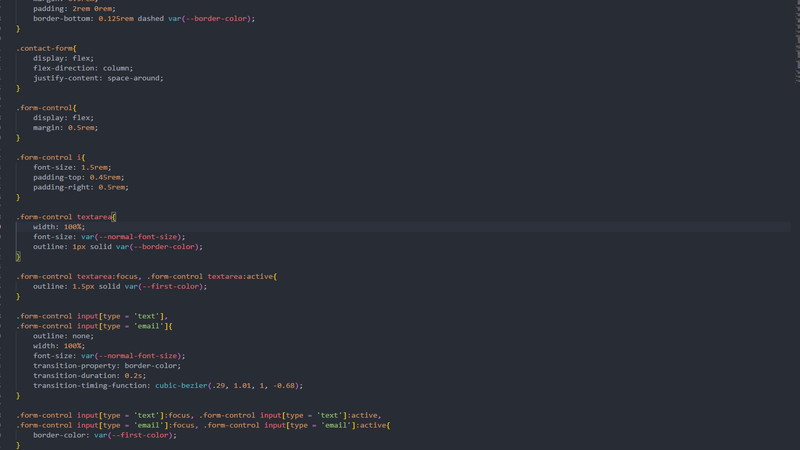 padding: 2rem 0rem;
border-bottom: 0.125rem dashed var(--border-color);
}
.contact-form{
display: flex;
flex-direction: column;
justify-content: space-around;
}
.form-control{
display: flex;
margin: 0.5rem;
}
.form-control i{
font-size: 1.5rem;
padding-top: 0.45rem;
padding-right: 0.5rem;
}
.form-control textarea{
width: 100%;
font-size: var(--normal-font-size);
outline: 1px solid var(--border-color);
}
.form-control textarea:focus, .form-control textarea:active{
outline: 1.5px solid var(--first-color);
}
.form-control input[type = 'text'],
.form-control input[type = 'email']{
outline: none;
width: 100%;
font-size: var(--normal-font-size);
transition-property: border-color;
transition-duration: 0.2s;
transition-timing-function: cubic-bezier(.29, 1.01, 1, -0.68);
}
.form-control input[type = 'text']:focus, .form-control input[type = 'text']:active,
.form-control input[type = 'email']:focus, .form-control input[type = 'email']:active{
border-color: var(--first-color);
}